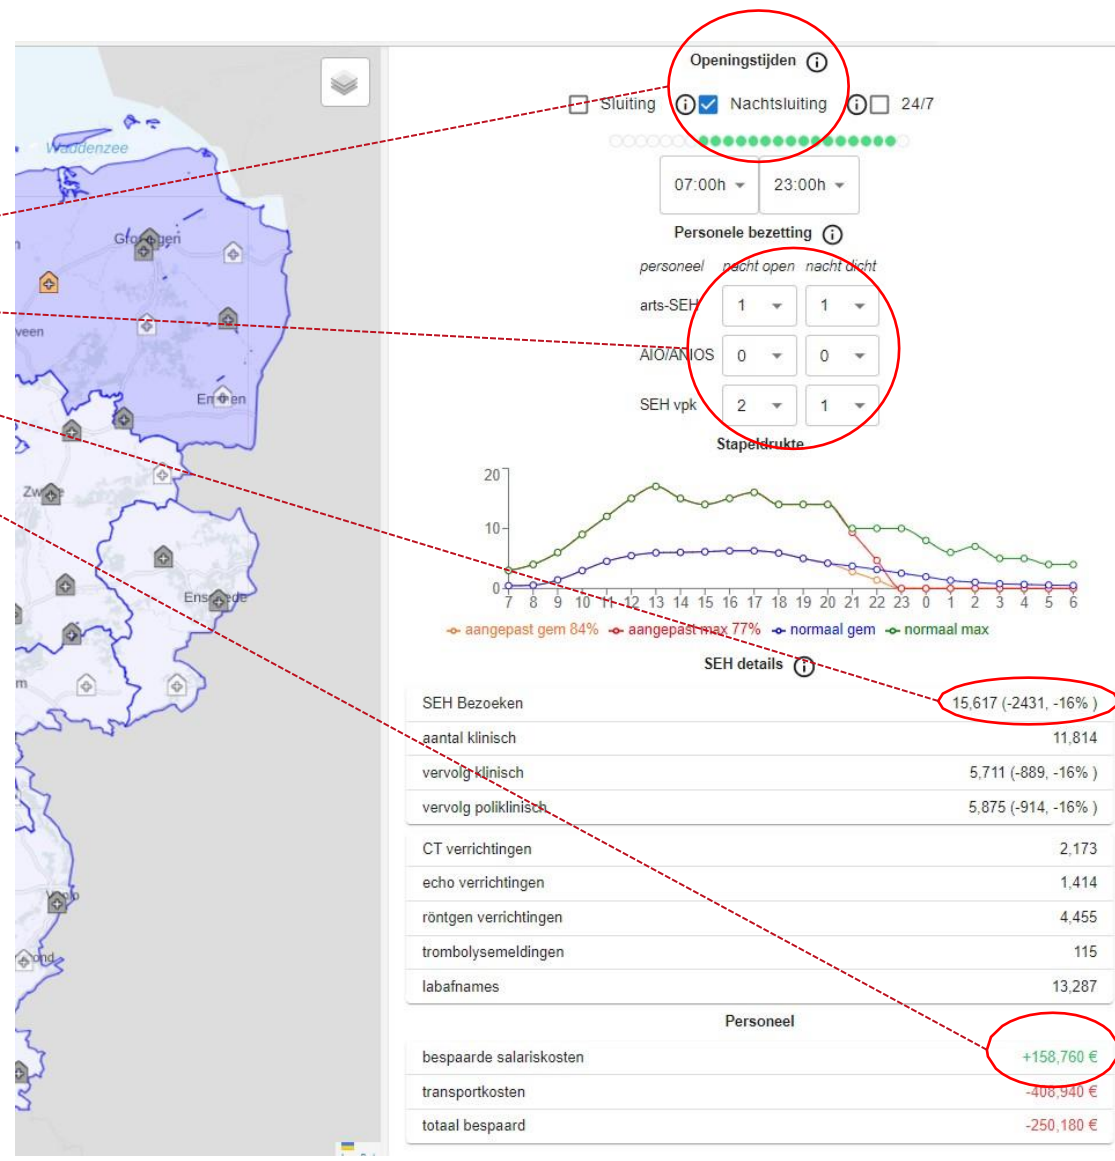 Openingstijden
Sluiting
Nachtsluiting
24/7
07:00h
23:00h
Personele bezetting
personeel nacht open nacht dicht
arts-SEH 1 1
AIO/ANIOS 0 0
SEH vpk 2 1
Stapeldrukte
20
10
0
7 8 9 10 11 12 13 14 15 16 17 18 19 20 21 22 23 0 1 2 3 4 5 6
aangepast gem 84% aangepast max 77% normaal gem normaal max
SEH details
SEH Bezoeken 15,617 (-2431, -16% )
aantal klinisch 11,814
vervolg klinisch 5,711 (-889, -16% )
vervolg poliklinisch 5,875 (-914, -16% )
CT verrichtingen 2,173
echo verrichtingen 1,414
röntgen verrichtingen 4,455
trombolysemeldingen 115
labafnames 13,287
Personeel
bespaarde salariskosten +158,760 €
transportkosten -408,940 €
totaal bespaard -250,180 €
Waddenzee
veen